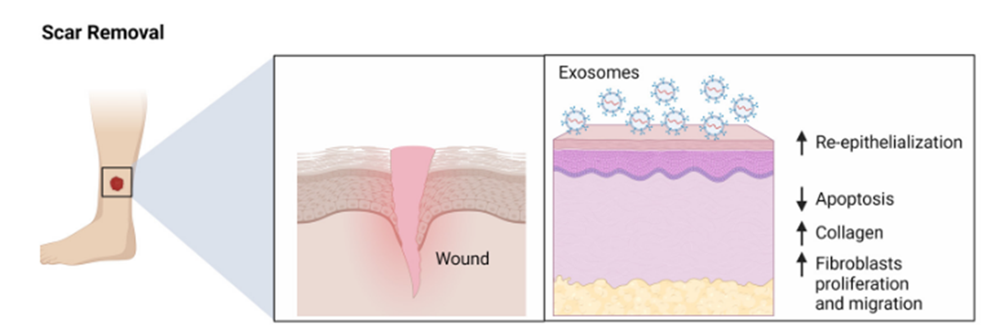 Scar Removal
Exosomes
Wound
Re-epithelialization
Apoptosis
Collagen
Fibroblasts
proliferation
and migration